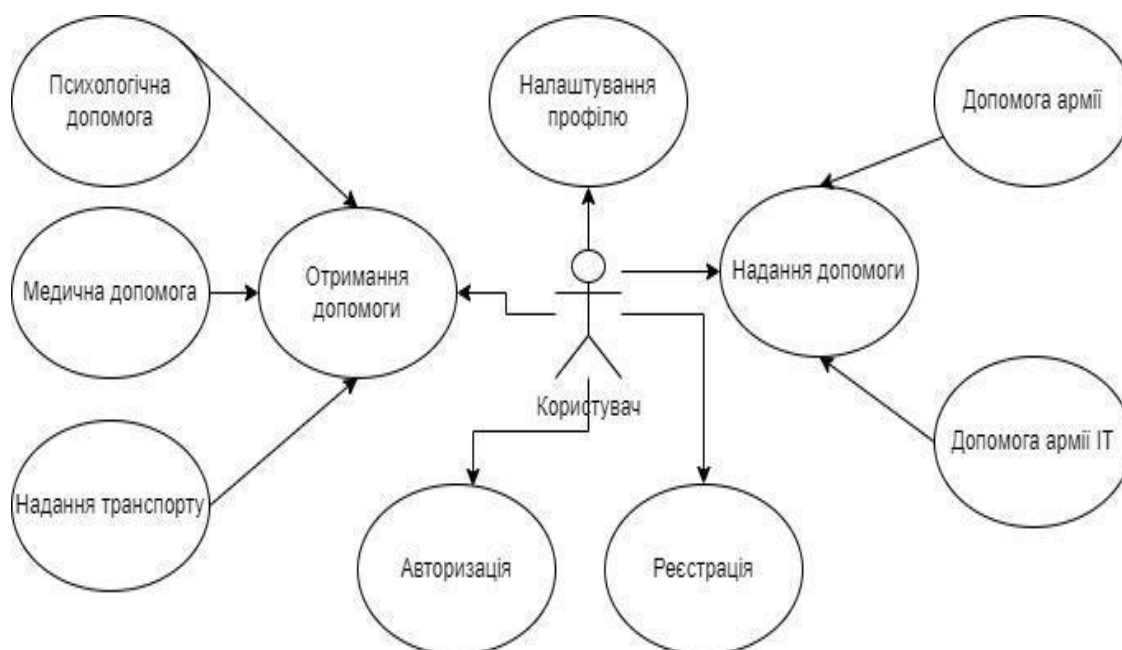 Психологічна
допомога
Налаштування
профілю
Допомога армії
Медична допомога
Отримання
допомоги
Надання допомоги
Користувач
Надання транспорту
Допомога армії ІТ
Авторизація
Реєстрація